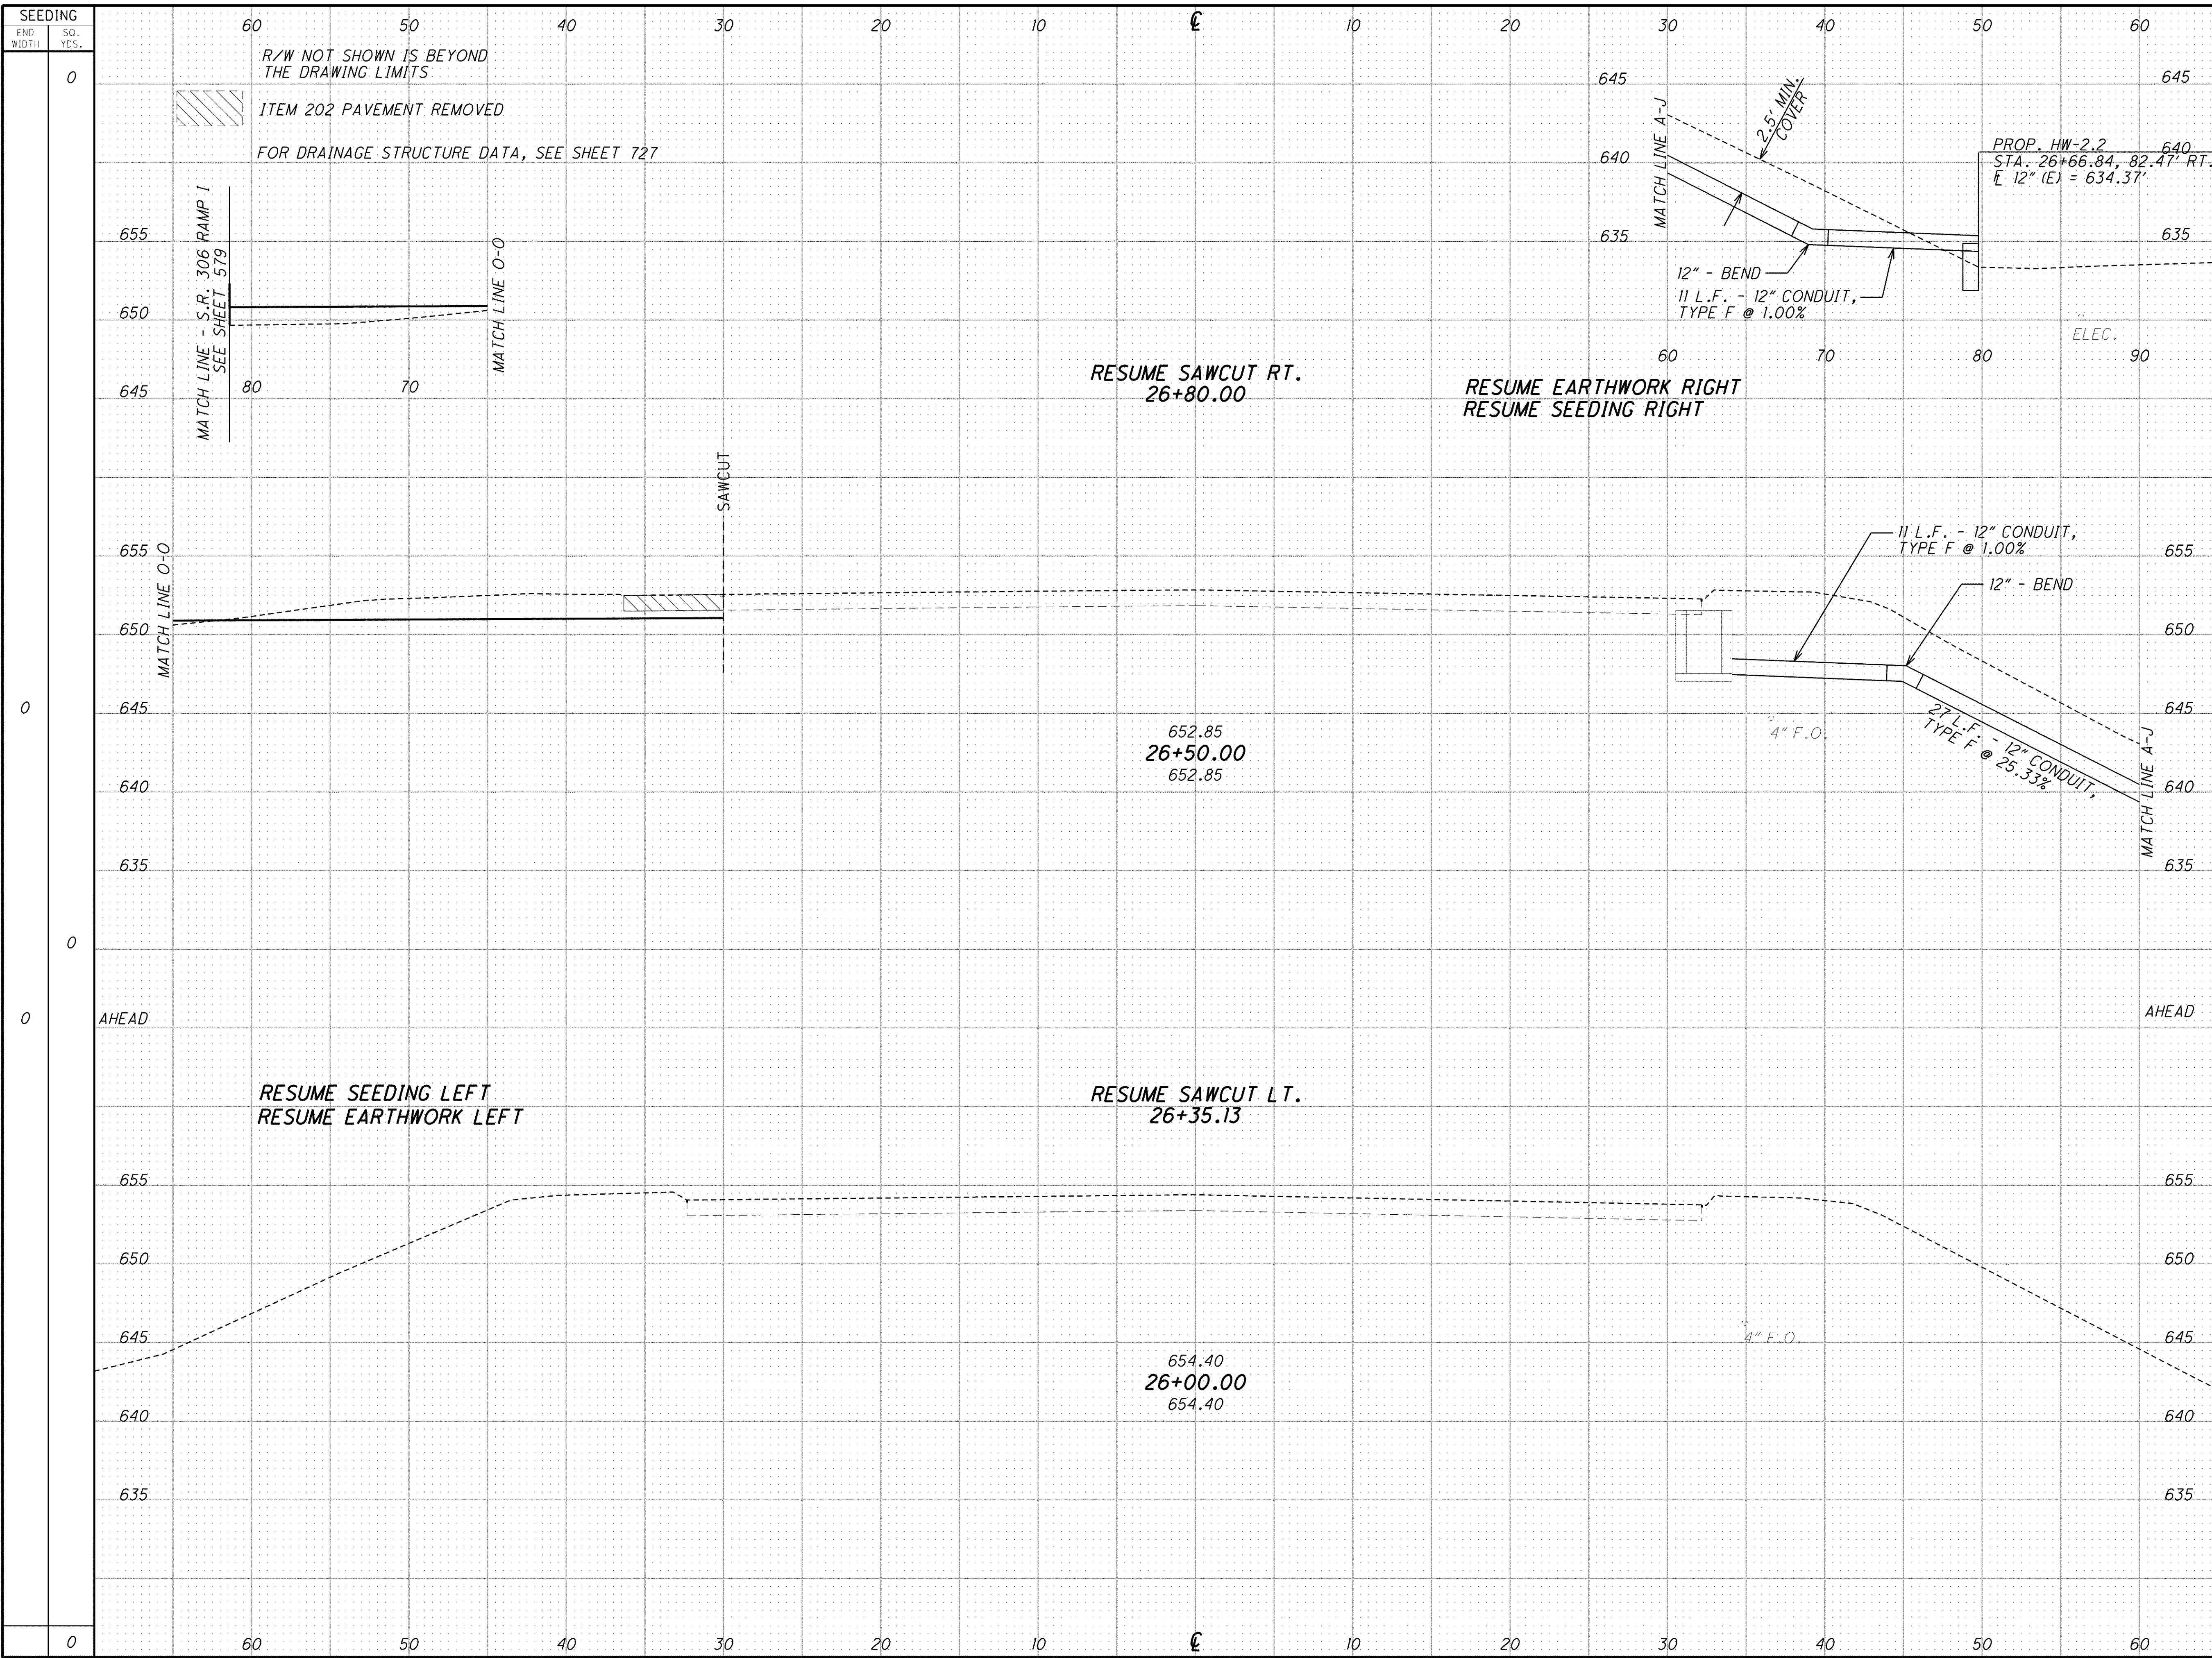 SEEDING
END WIDTH
SQ. YDS.
60 50 40 30 20 10 ℄ 10 20 30 40 50 60
0
R/W NOT SHOWN IS BEYOND
THE DRAWING LIMITS
ITEM 202 PAVEMENT REMOVED
FOR DRAINAGE STRUCTURE DATA, SEE SHEET 727
645
645
MATCH LINE A-J
2.5' MIN.
COVER
640
640
PROP. HW-2.2
STA. 26+66.84, 82.47' RT.
℄ 12" (E) = 634.37'
635
635
12" - BEND
11 L.F. - 12" CONDUIT,
TYPE F @ 1.00%
ELEC.
60 70 80 90
MATCH LINE - S.R. 306 RAMP I
SEE SHEET 579
655
650
645
MATCH LINE O-O
80 70
RESUME SAWCUT RT.
26+80.00
RESUME EARTHWORK RIGHT
RESUME SEEDING RIGHT
SAWCUT
MATCH LINE O-O
655
655
11 L.F. - 12" CONDUIT,
TYPE F @ 1.00%
12" - BEND
650
650
0
645
645
4" F.O.
27 L.F. - 12" CONDUIT,
TYPE F @ 25.33%
MATCH LINE A-J
652.85
26+50.00
652.85
640
640
635
635
0
0
AHEAD
AHEAD
RESUME SEEDING LEFT
RESUME EARTHWORK LEFT
RESUME SAWCUT LT.
26+35.13
655
655
650
650
645
645
4" F.O.
654.40
26+00.00
654.40
640
640
635
635
0
60 50 40 30 20 10 ℄ 10 20 30 40 50 60